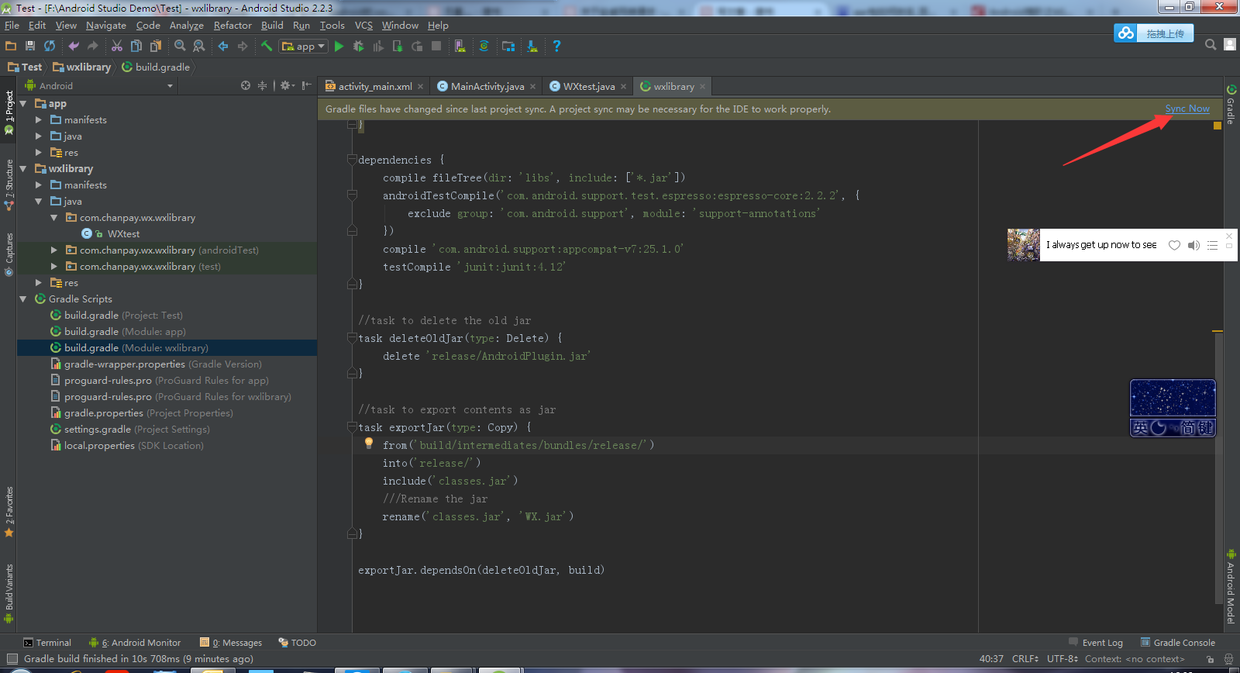 Test - [F:\Android Studio Demo\Test] - wxlibrary - Android Studio 2.2.3
File Edit View Navigate Code Analyze Refactor Build Run Tools VCS Window Help
app
拖拽上传
Test wxlibrary build.gradle
Android
activity_main.xml MainActivity.java WXtest.java wxlibrary
Gradle files have changed since last project sync. A project sync may be necessary for the IDE to work properly.
Sync Now
1: Project
2: Structure
Captures
2: Favorites
Build Variants
app
manifests
java
res
wxlibrary
manifests
java
com.chanpay.wx.wxlibrary
WXtest
com.chanpay.wx.wxlibrary (androidTest)
com.chanpay.wx.wxlibrary (test)
res
Gradle Scripts
build.gradle (Project: Test)
build.gradle (Module: app)
build.gradle (Module: wxlibrary)
gradle-wrapper.properties (Gradle Version)
proguard-rules.pro (ProGuard Rules for app)
proguard-rules.pro (ProGuard Rules for wxlibrary)
gradle.properties (Project Properties)
settings.gradle (Project Settings)
local.properties (SDK Location)
}
dependencies {
compile fileTree(dir: 'libs', include: ['*.jar'])
androidTestCompile('com.android.support.test.espresso:espresso-core:2.2.2', {
exclude group: 'com.android.support', module: 'support-annotations'
})
compile 'com.android.support:appcompat-v7:25.1.0'
testCompile 'junit:junit:4.12'
}
//task to delete the old jar
task deleteOldJar(type: Delete) {
delete 'release/AndroidPlugin.jar'
}
//task to export contents as jar
task exportJar(type: Copy) {
from('build/intermediates/bundles/release/')
into('release/')
include('classes.jar')
///Rename the jar
rename('classes.jar', 'WX.jar')
}
exportJar.dependsOn(deleteOldJar, build)
I always get up now to see
英 简 键
Gradle
Android Model
Terminal 6: Android Monitor 0: Messages TODO
Event Log Gradle Console
Gradle build finished in 10s 708ms (9 minutes ago)
40:37 CRLF÷ UTF-8÷ Context: <no context>